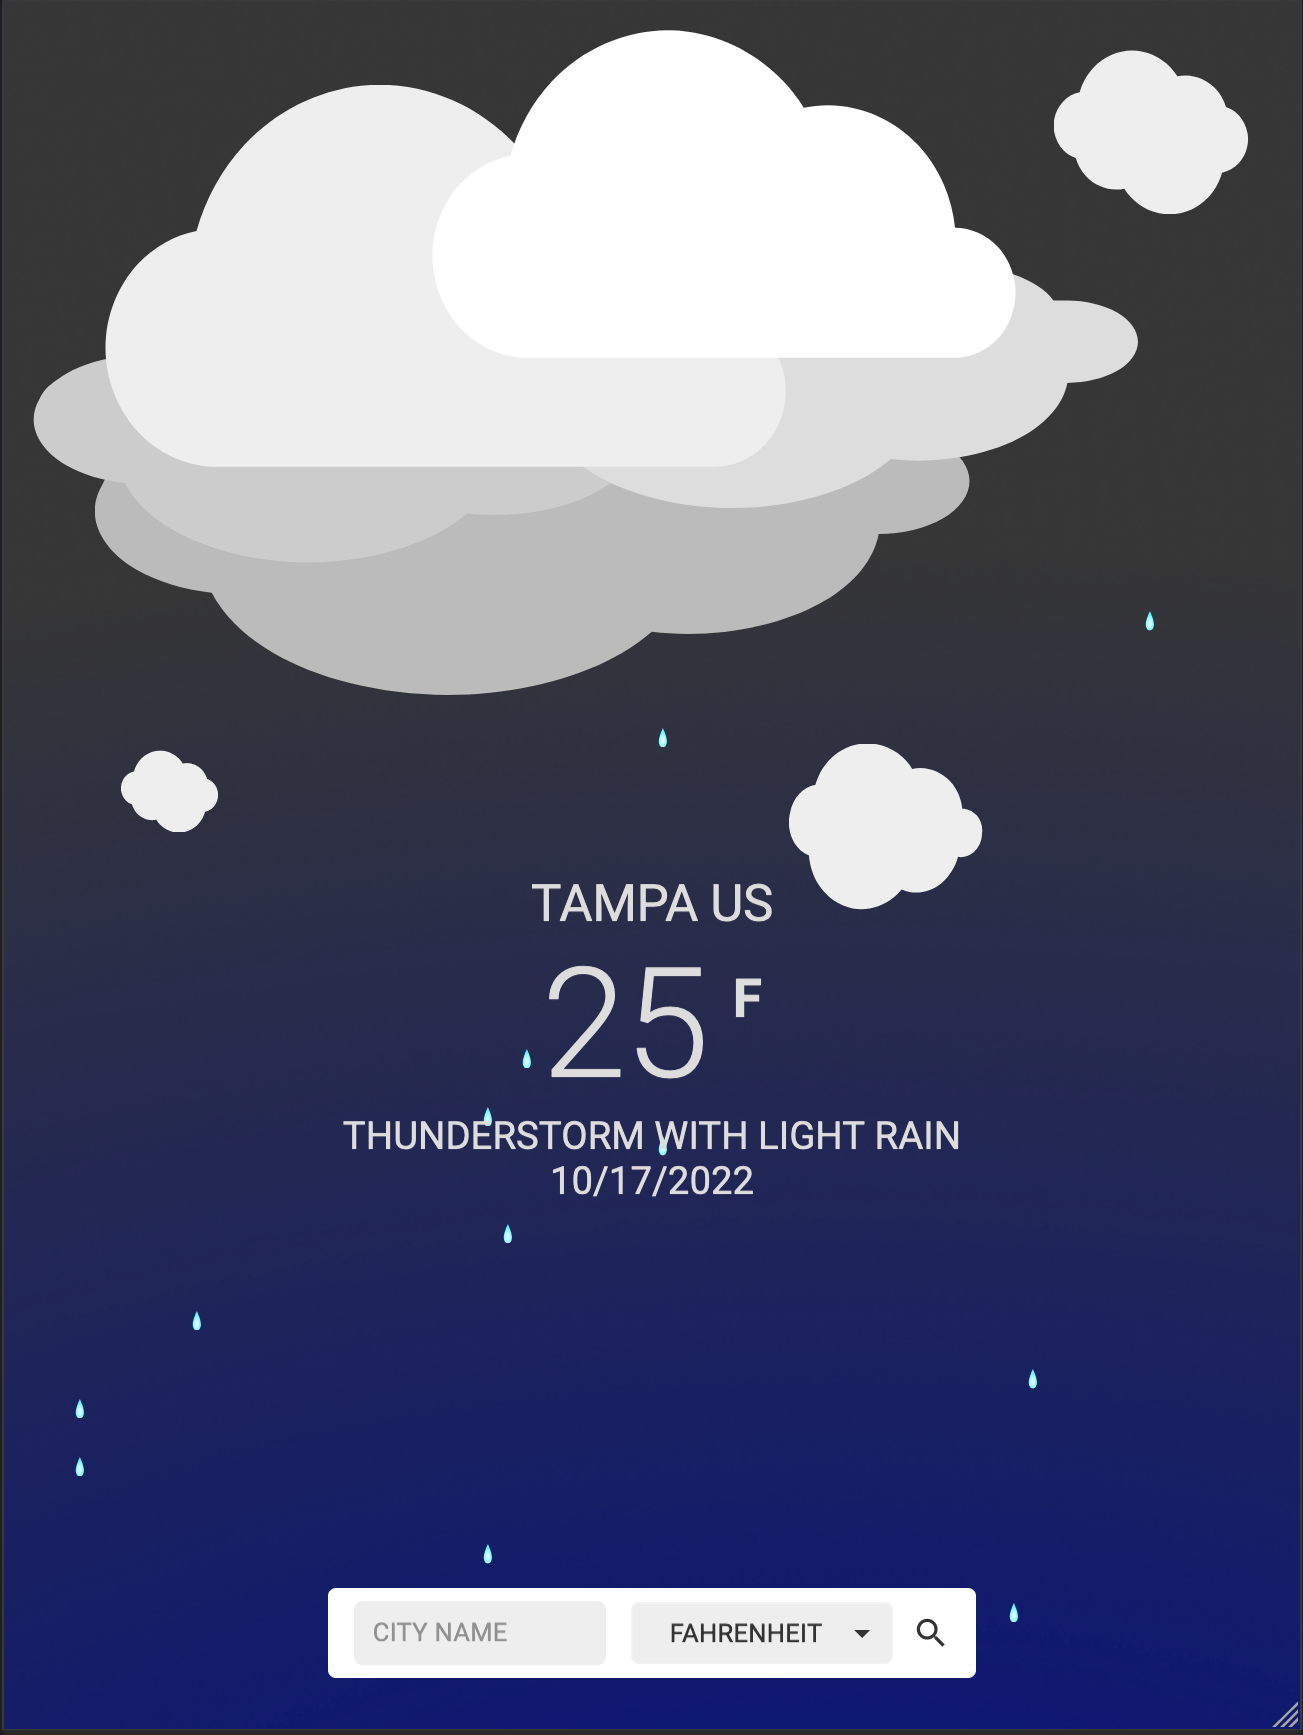 TAMPA US
25 F
THUNDERSTORM WITH LIGHT RAIN
10/17/2022
CITY NAME FAHRENHEIT